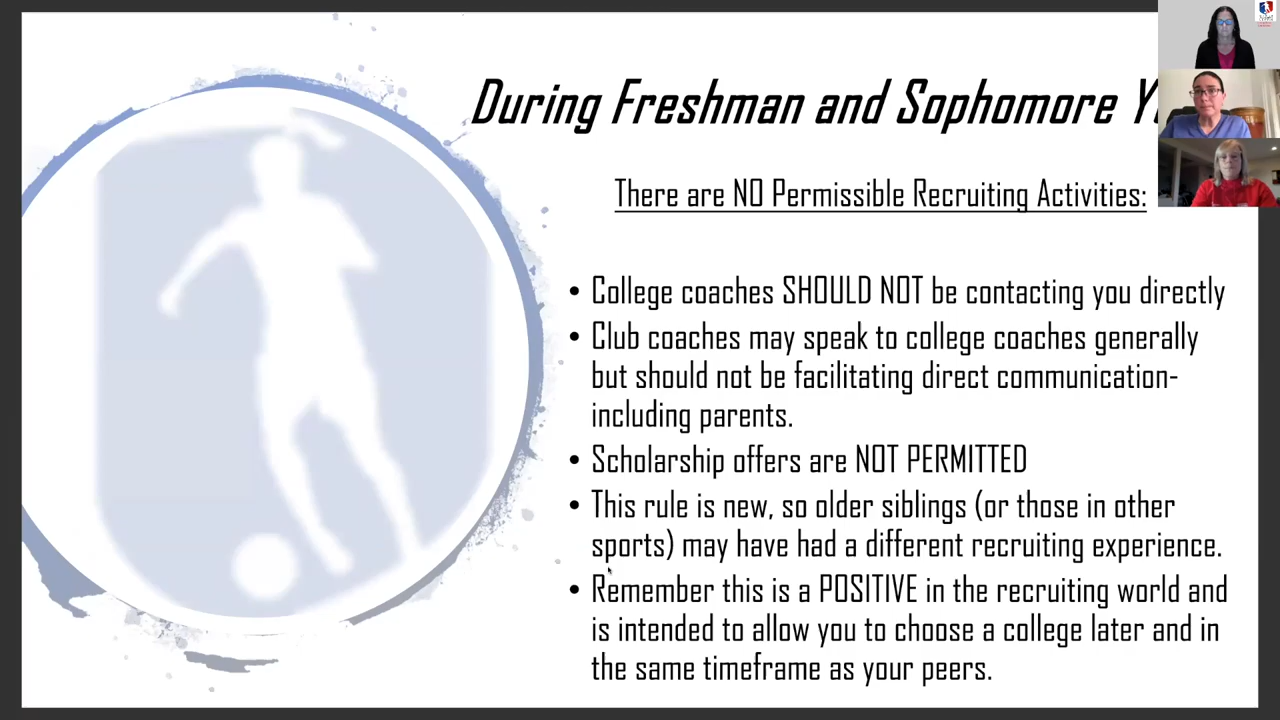 During Freshman and Sophomore
There are NO Permissible Recruiting Activities:
• College coaches SHOULD NOT be contacting you directly
• Club coaches may speak to college coaches generally
but should not be facilitating direct communication-
including parents.
• Scholarship offers are NOT PERMITTED
• This rule is new, so older siblings (or those in other
sports) may have had a different recruiting experience.
• Remember this is a POSITIVE in the recruiting world and
is intended to allow you to choose a college later and in
the same timeframe as your peers.